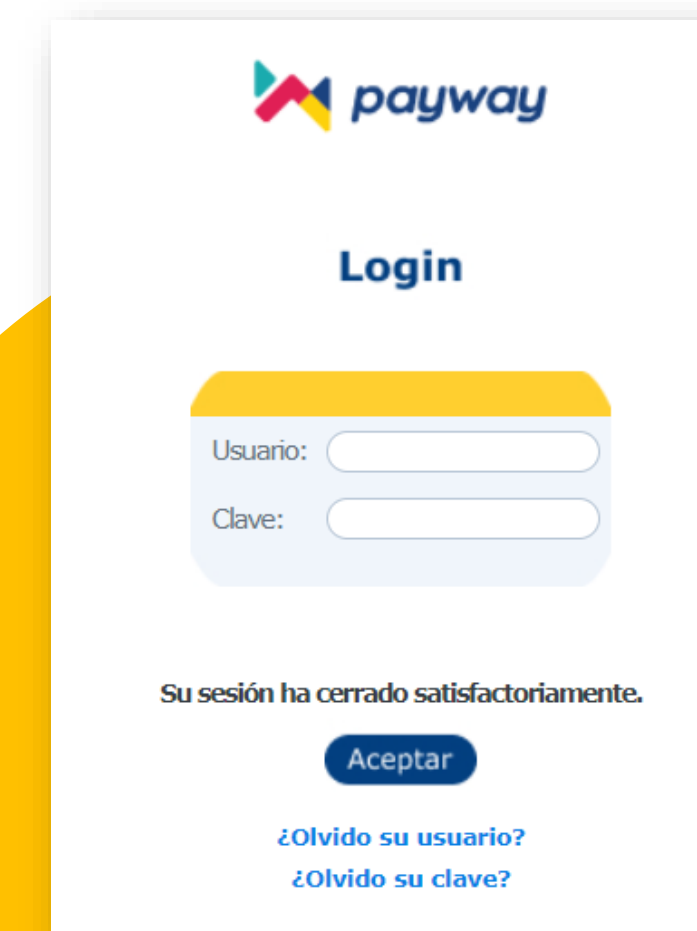 payway
Login
Usuario:
Clave:
Su sesión ha cerrado satisfactoriamente.
Aceptar
¿Olvido su usuario?
¿Olvido su clave?